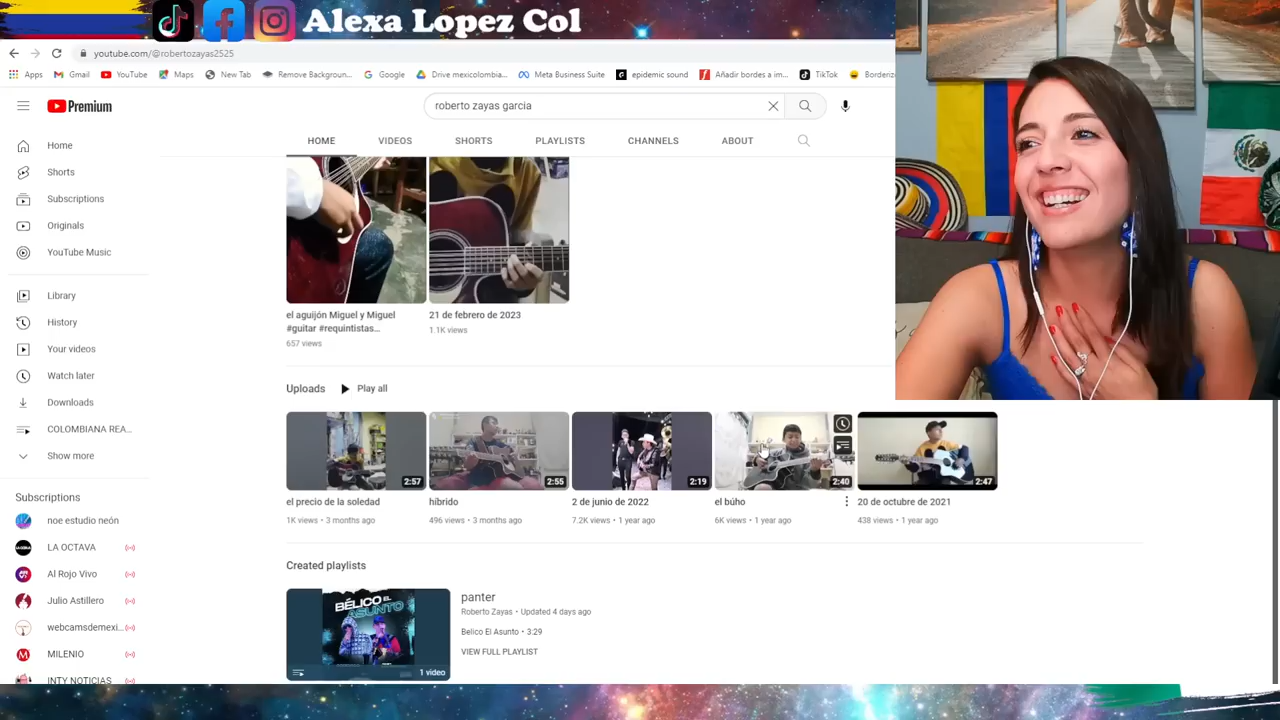 Alexa Lopez Col
youtube.com/@robertozayas2525
Apps Gmail YouTube Maps New Tab Remove Backgroun... Google Drive mexicolombia... Meta Business Suite epidemic sound Añadir bordes a im... TikTok Borderize
Premium
roberto zayas garcia
HOME VIDEOS SHORTS PLAYLISTS CHANNELS ABOUT
Home
Shorts
Subscriptions
Originals
YouTube Music
Library
History
Your videos
Watch later
Downloads
COLOMBIANA REA...
Show more
Subscriptions
noe estudio neón
LA OCTAVA
Al Rojo Vivo
Julio Astillero
webcamsdemexi...
MILENIO
INTY NOTICIAS
el aguijón Miguel y Miguel
#guitar #requintistas...
657 views
21 de febrero de 2023
1.1K views
Uploads Play all
2:57
el precio de la soledad
1K views • 3 months ago
2:55
híbrido
496 views • 3 months ago
2:19
2 de junio de 2022
7.2K views • 1 year ago
2:40
el búho
6K views • 1 year ago
2:47
20 de octubre de 2021
438 views • 1 year ago
Created playlists
BÉLICO EL
ASUNTO
1 video
panter
Roberto Zayas • Updated 4 days ago
Belico El Asunto • 3:29
VIEW FULL PLAYLIST